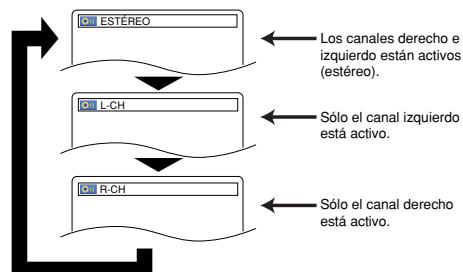 ESTÉREO
Los canales derecho e
izquierdo están activos
(estéreo).
L-CH
Sólo el canal izquierdo
está activo.
R-CH
Sólo el canal derecho
está activo.